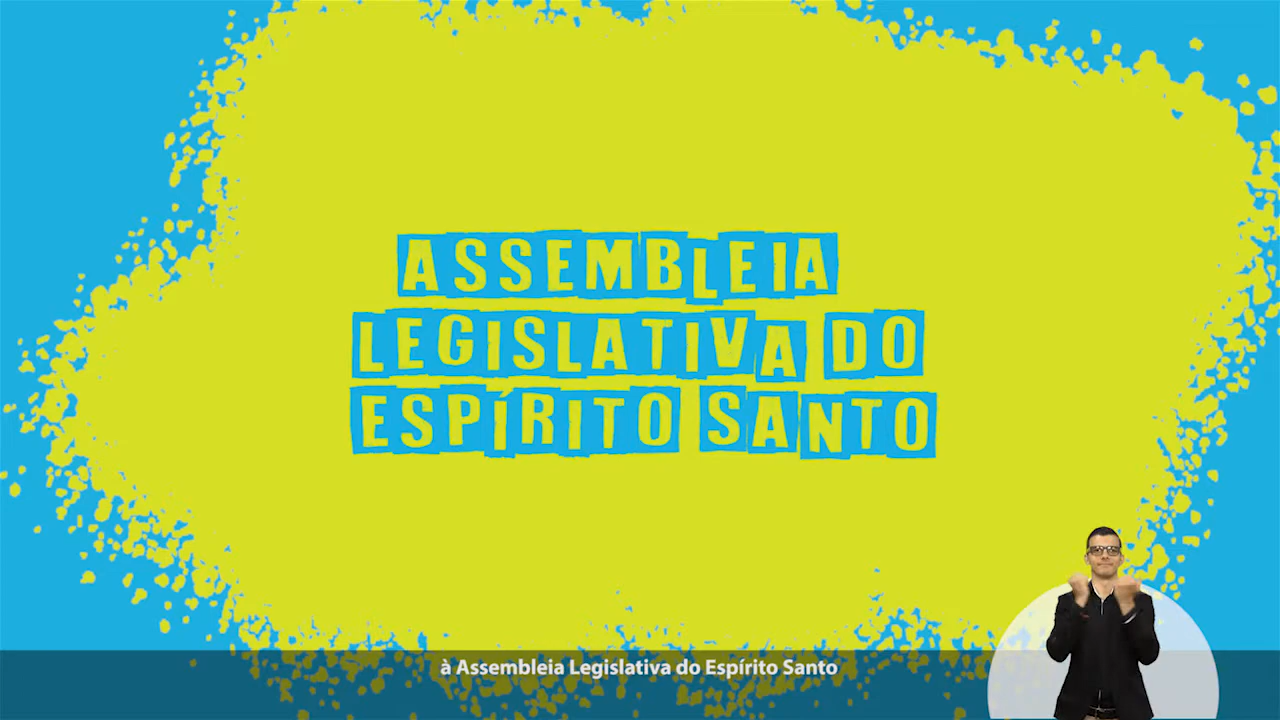 ASSEMBLEIA
LEGISLATIVA DO
ESPÍRITO SANTO
à Assembleia Legislativa do Espírito Santo